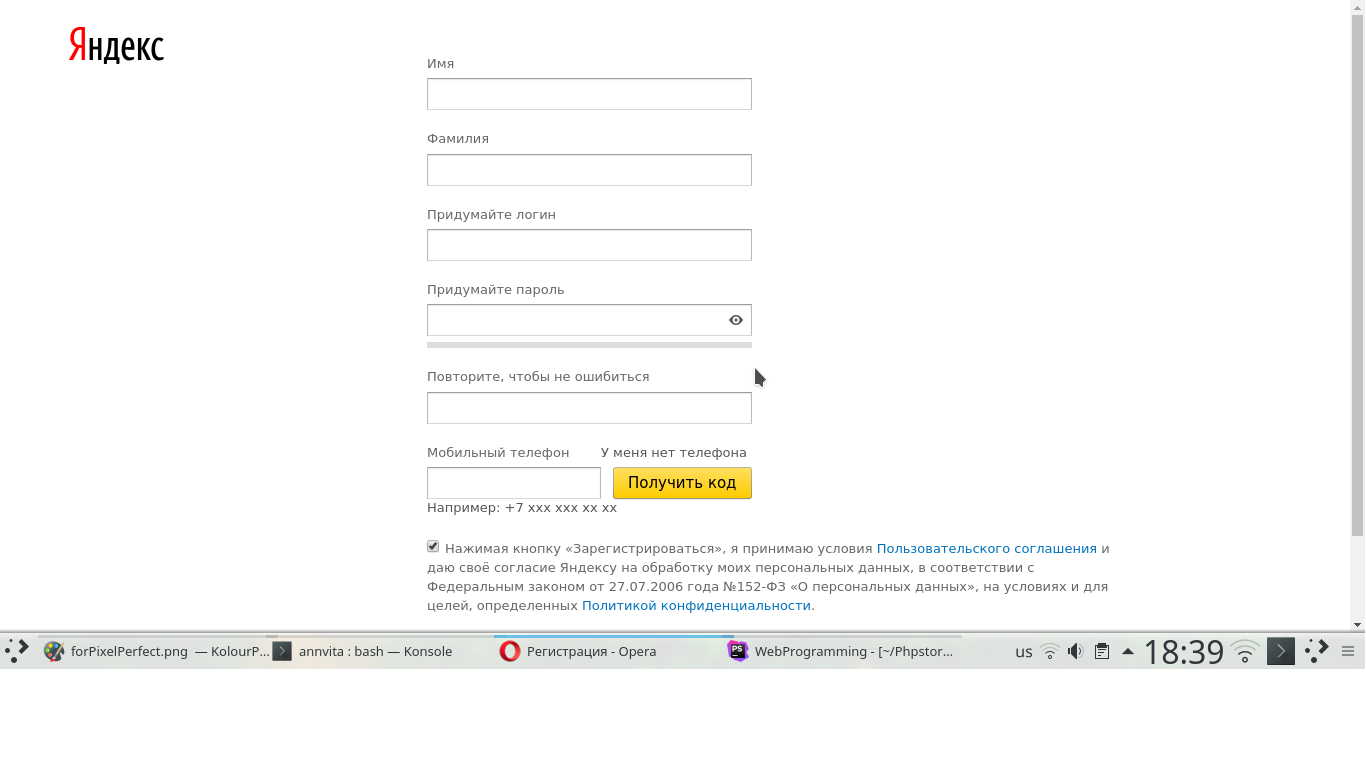 Яндекс
Имя
Фамилия
Придумайте логин
Придумайте пароль
Повторите, чтобы не ошибиться
Мобильный телефон У меня нет телефона
Получить код
Например: +7 xxx xxx xx xx
Нажимая кнопку «Зарегистрироваться», я принимаю условия Пользовательского соглашения и
даю своё согласие Яндексу на обработку моих персональных данных, в соответствии с
Федеральным законом от 27.07.2006 года №152-ФЗ «О персональных данных», на условиях и для
целей, определенных Политикой конфиденциальности.
forPixelPerfect.png — KolourP... annvita : bash — Konsole Регистрация - Opera PS WebProgramming - [~/Phpstor... us 18:39